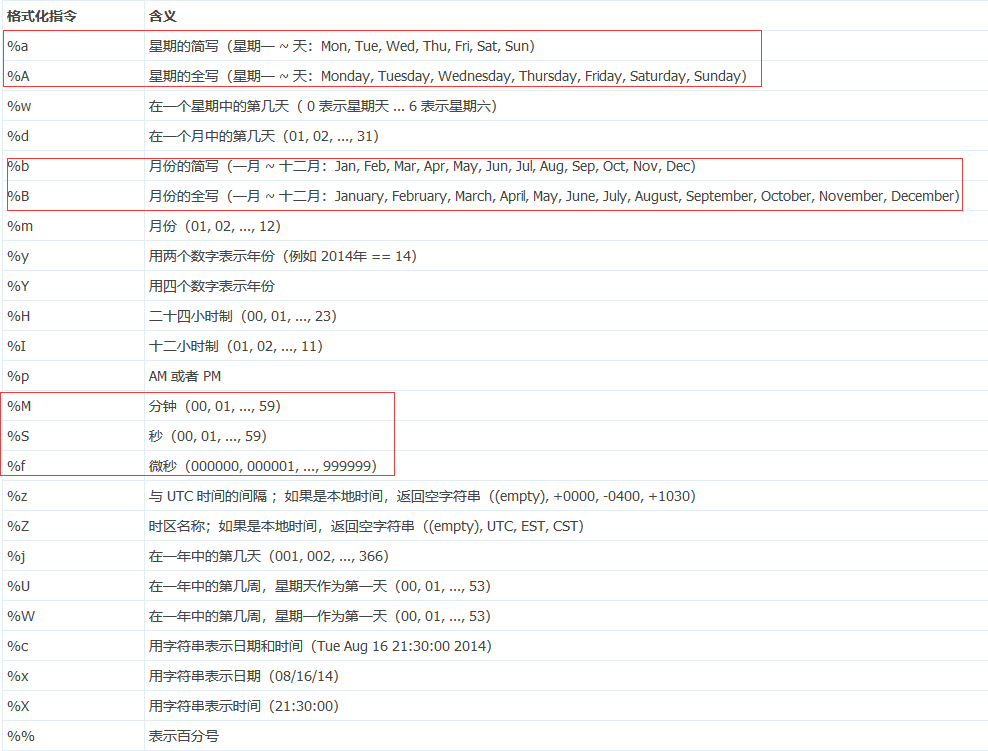 格式化指令 含义
%a 星期的简写（星期一 ~ 天：Mon, Tue, Wed, Thu, Fri, Sat, Sun）
%A 星期的全写（星期一 ~ 天：Monday, Tuesday, Wednesday, Thursday, Friday, Saturday, Sunday）
%w 在一个星期中的第几天（ 0 表示星期天 ... 6 表示星期六）
%d 在一个月中的第几天（01, 02, ..., 31）
%b 月份的简写（一月 ~ 十二月：Jan, Feb, Mar, Apr, May, Jun, Jul, Aug, Sep, Oct, Nov, Dec）
%B 月份的全写（一月 ~ 十二月：January, February, March, April, May, June, July, August, September, October, November, December）
%m 月份（01, 02, ..., 12）
%y 用两个数字表示年份（例如 2014年 == 14）
%Y 用四个数字表示年份
%H 二十四小时制（00, 01, ..., 23）
%I 十二小时制（01, 02, ..., 11）
%p AM 或者 PM
%M 分钟（00, 01, ..., 59）
%S 秒（00, 01, ..., 59）
%f 微秒（000000, 000001, ..., 999999）
%z 与 UTC 时间的间隔 ；如果是本地时间，返回空字符串（(empty), +0000, -0400, +1030）
%Z 时区名称；如果是本地时间，返回空字符串（(empty), UTC, EST, CST）
%j 在一年中的第几天（001, 002, ..., 366）
%U 在一年中的第几周，星期天作为第一天（00, 01, ..., 53）
%W 在一年中的第几周，星期一作为第一天（00, 01, ..., 53）
%c 用字符串表示日期和时间（Tue Aug 16 21:30:00 2014）
%x 用字符串表示日期（08/16/14）
%X 用字符串表示时间（21:30:00）
%% 表示百分号